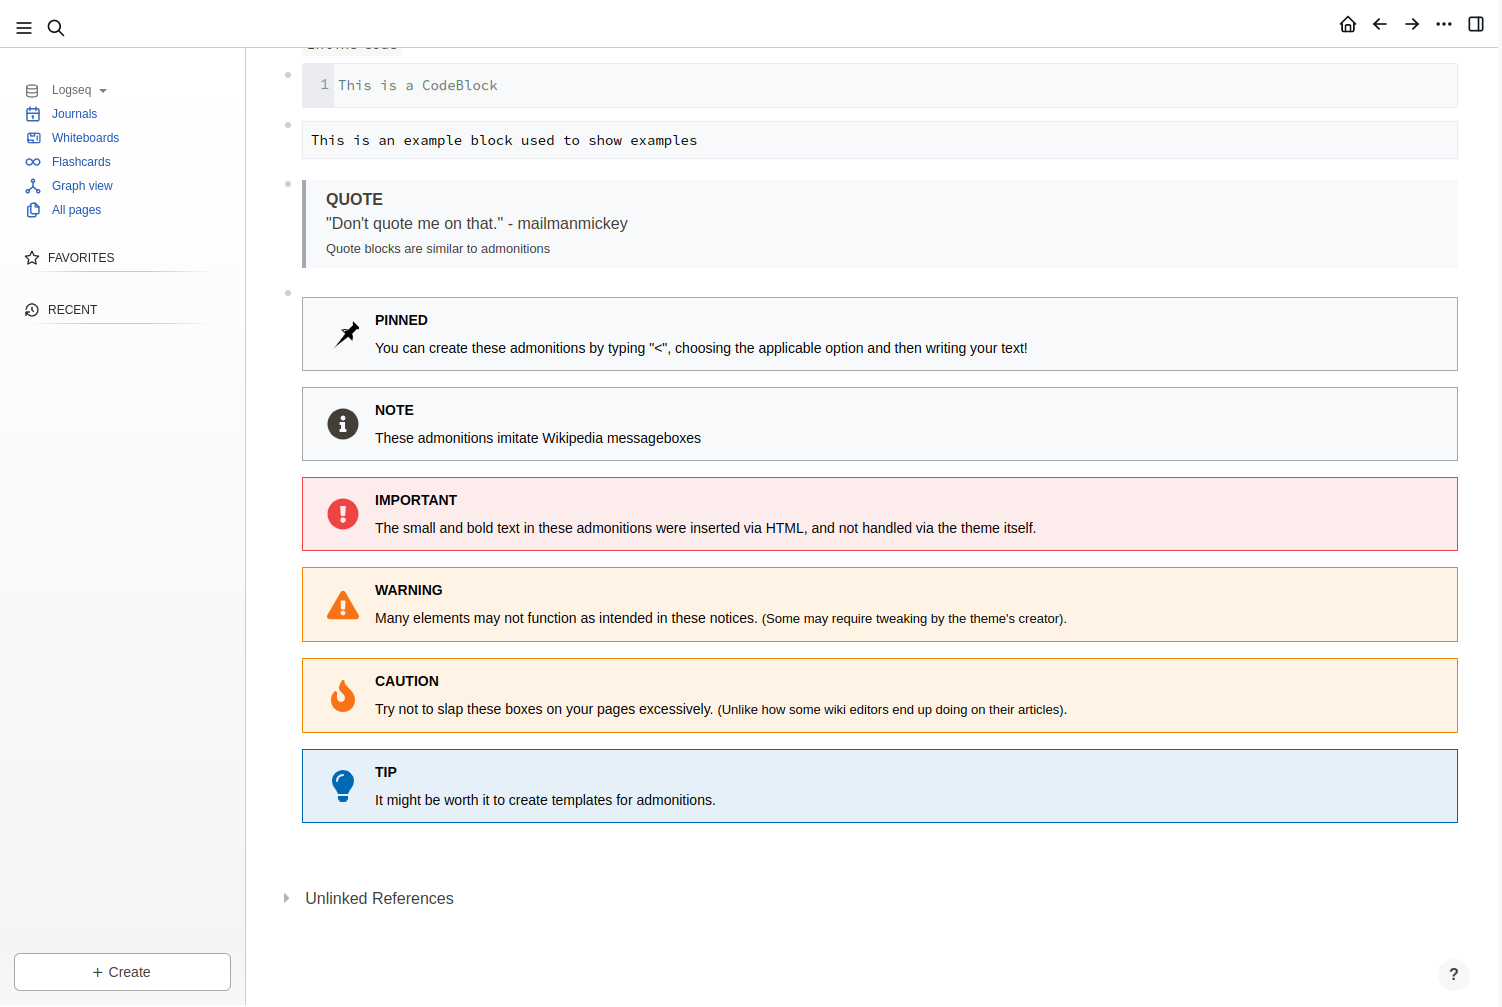 Inline code
Logseq
Journals
Whiteboards
Flashcards
Graph view
All pages
FAVORITES
RECENT
Create
1 This is a CodeBlock
This is an example block used to show examples
QUOTE
"Don't quote me on that." - mailmanmickey
Quote blocks are similar to admonitions
PINNED
You can create these admonitions by typing "<", choosing the applicable option and then writing your text!
NOTE
These admonitions imitate Wikipedia messageboxes
IMPORTANT
The small and bold text in these admonitions were inserted via HTML, and not handled via the theme itself.
WARNING
Many elements may not function as intended in these notices. (Some may require tweaking by the theme's creator).
CAUTION
Try not to slap these boxes on your pages excessively. (Unlike how some wiki editors end up doing on their articles).
TIP
It might be worth it to create templates for admonitions.
Unlinked References
?